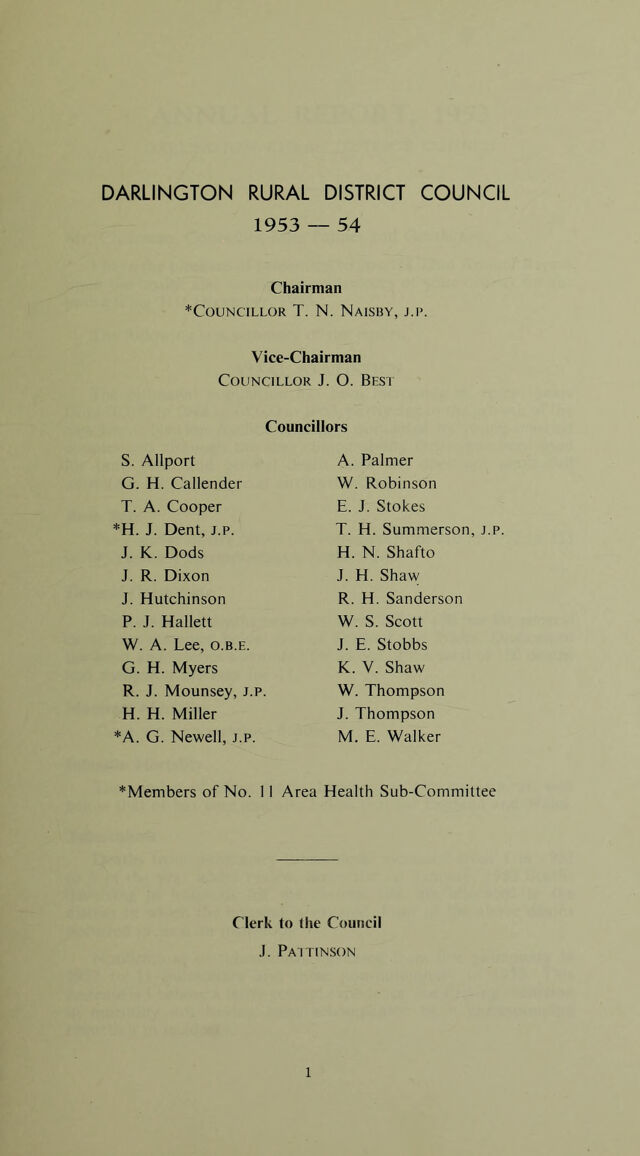 DARLINGTON RURAL DISTRICT COUNCIL
1953 — 54
Chairman
*COUNCILLOR T. N. NAISBY, J.P.
Vice-Chairman
COUNCILLOR J. O. BEST
Councillors
S. Allport
G. H. Callender
T. A. Cooper
*H. J. Dent, J.P.
J. K. Dods
J. R. Dixon
J. Hutchinson
P. J. Hallett
W. A. Lee, O.B.E.
G. H. Myers
R. J. Mounsey, J.P.
H. H. Miller
*A. G. Newell, J.P.
A. Palmer
W. Robinson
E. J. Stokes
T. H. Summerson, J.P.
H. N. Shafto
J. H. Shaw
R. H. Sanderson
W. S. Scott
J. E. Stobbs
K. V. Shaw
W. Thompson
J. Thompson
M. E. Walker
*Members of No. 11 Area Health Sub-Committee
Clerk to the Council
J. PATTINSON
1